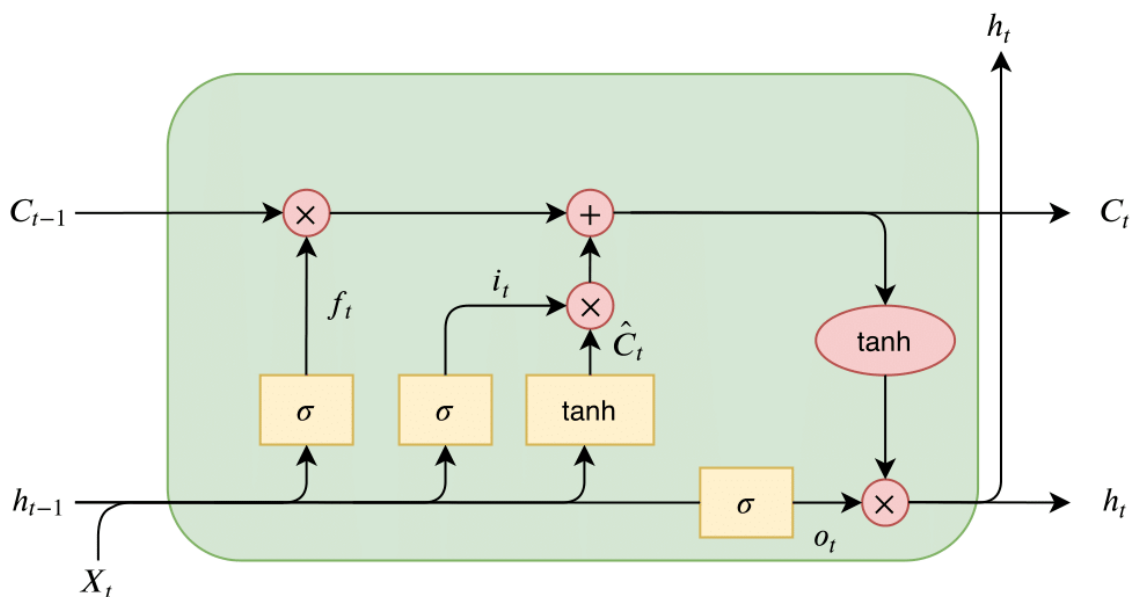 h_t
C_{t-1} × + C_t
i_t
f_t ×
Ĉ_t tanh
σ σ tanh
h_{t-1} σ × h_t
o_t
X_t